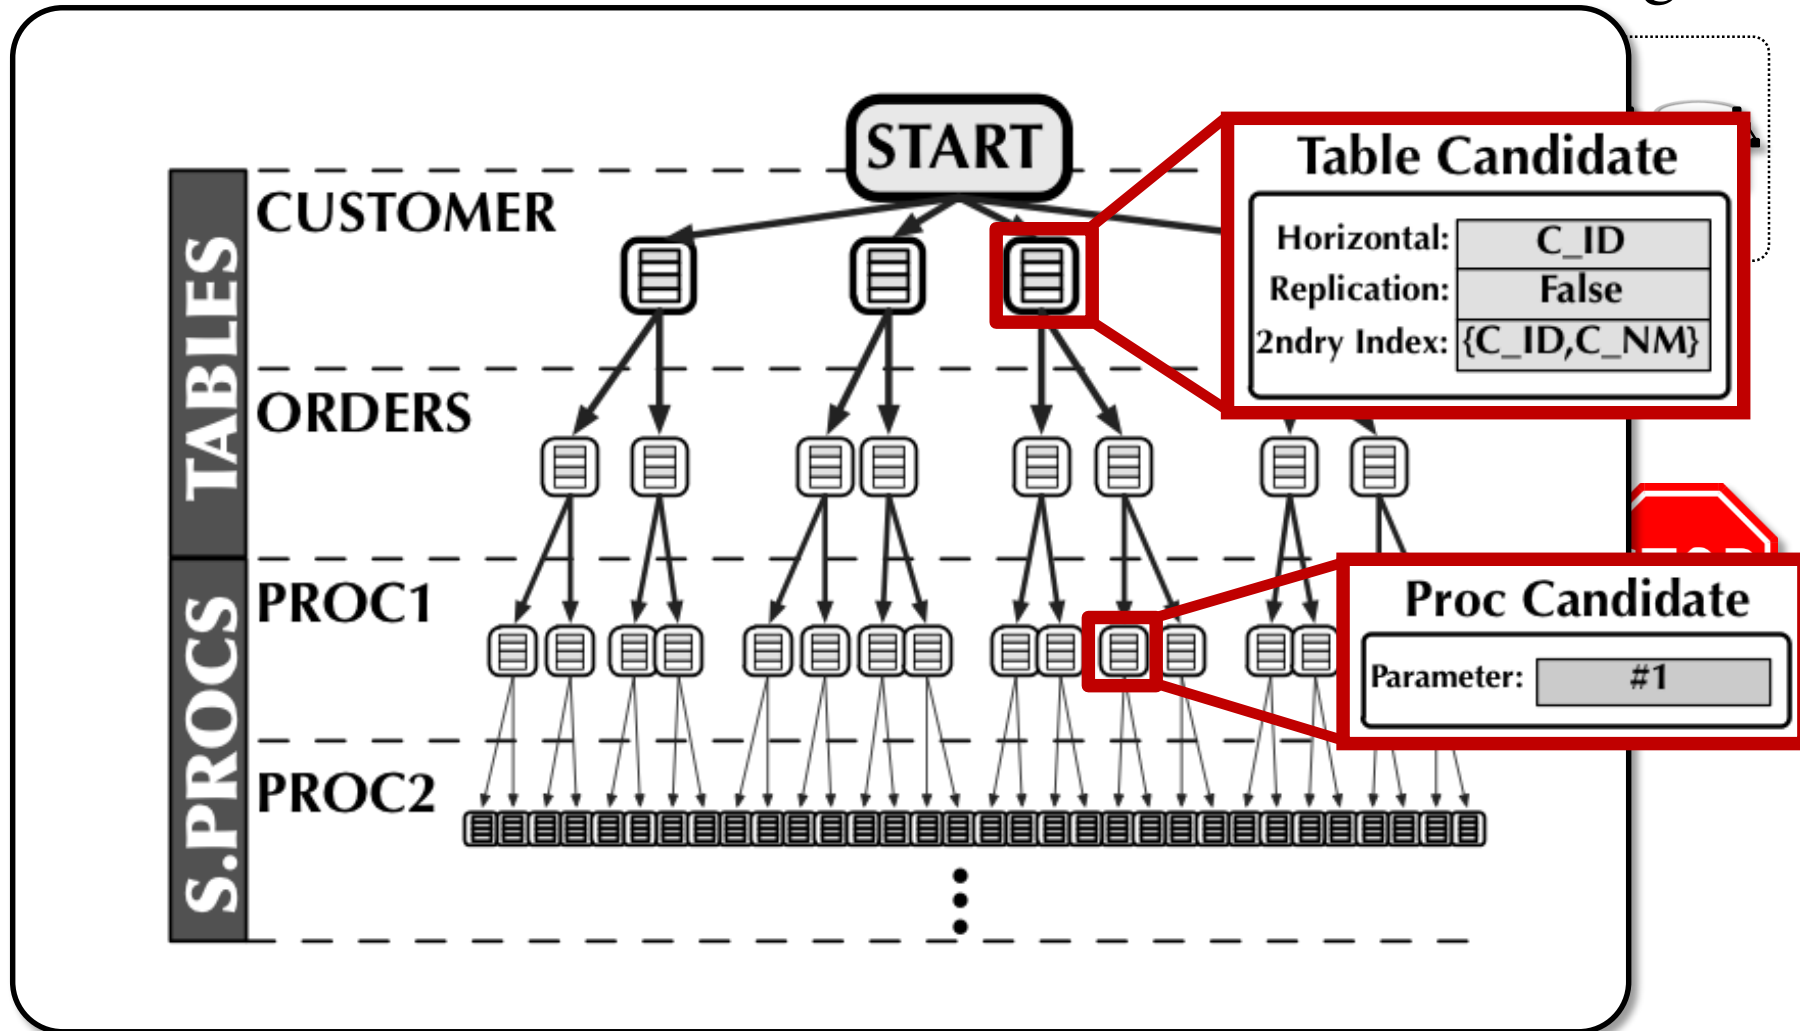 START
TABLES
CUSTOMER
ORDERS
S.PROCS
PROC1
PROC2
Table Candidate
Horizontal: C_ID
Replication: False
2ndry Index: {C_ID,C_NM}
Proc Candidate
Parameter: #1